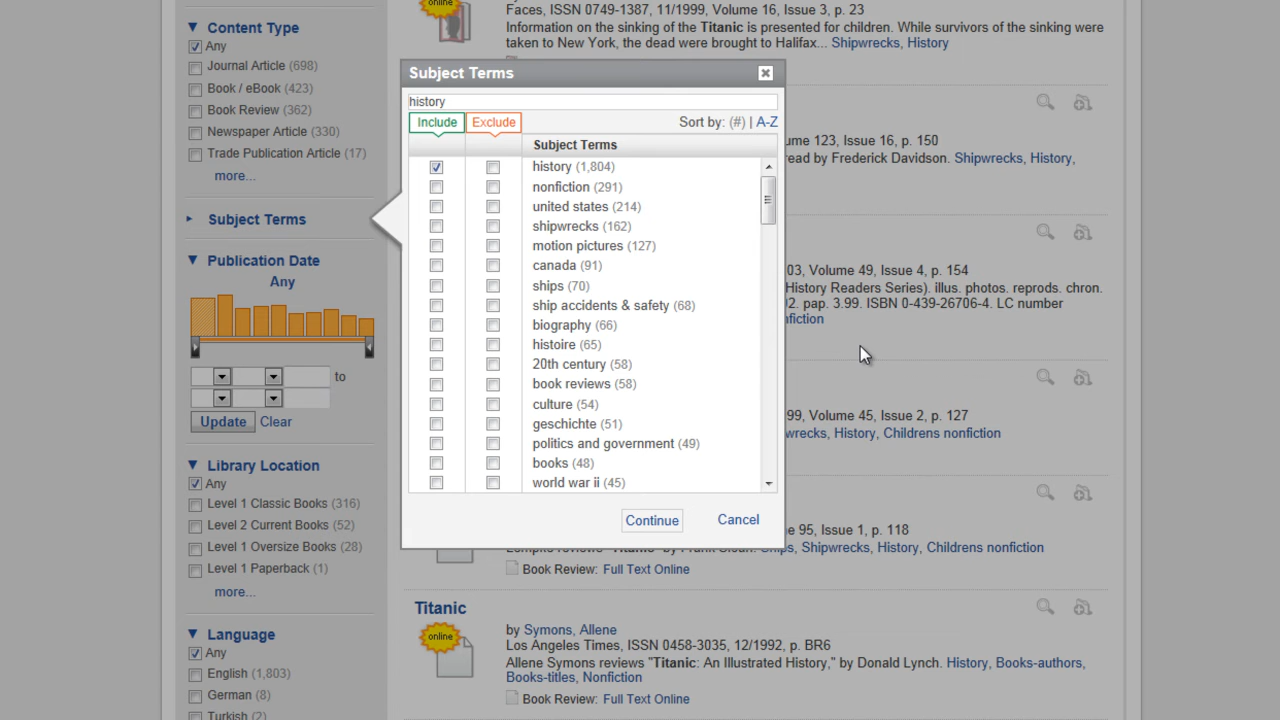 Content Type
Any
Journal Article (698)
Book / eBook (423)
Book Review (362)
Newspaper Article (330)
Trade Publication Article (17)
more...
Subject Terms
Publication Date
Any
to
Update Clear
Library Location
Any
Level 1 Classic Books (316)
Level 2 Current Books (52)
Level 1 Oversize Books (28)
Level 1 Paperback (1)
more...
Language
Any
English (1,803)
German (8)
Turkish (2)
online
Faces, ISSN 0749-1387, 11/1999, Volume 16, Issue 3, p. 23
Information on the sinking of the Titanic is presented for children. While survivors of the sinking were
taken to New York, the dead were brought to Halifax... Shipwrecks, History
Subject Terms
history
Include Exclude Sort by: (#) | A-Z
Subject Terms
history (1,804)
nonfiction (291)
united states (214)
shipwrecks (162)
motion pictures (127)
canada (91)
ships (70)
ship accidents & safety (68)
biography (66)
histoire (65)
20th century (58)
book reviews (58)
culture (54)
geschichte (51)
politics and government (49)
books (48)
world war ii (45)
Continue Cancel
ume 123, Issue 16, p. 150
read by Frederick Davidson. Shipwrecks, History,
03, Volume 49, Issue 4, p. 154
History Readers Series). illus. photos. reprods. chron.
2. pap. 3.99. ISBN 0-439-26706-4. LC number
nfiction
99, Volume 45, Issue 2, p. 127
wrecks, History, Childrens nonfiction
e 95, Issue 1, p. 118
Shipwrecks, History, Childrens nonfiction
Book Review: Full Text Online
Titanic
online
by Symons, Allene
Los Angeles Times, ISSN 0458-3035, 12/1992, p. BR6
Allene Symons reviews "Titanic: An Illustrated History," by Donald Lynch. History, Books-authors,
Books-titles, Nonfiction
Book Review: Full Text Online